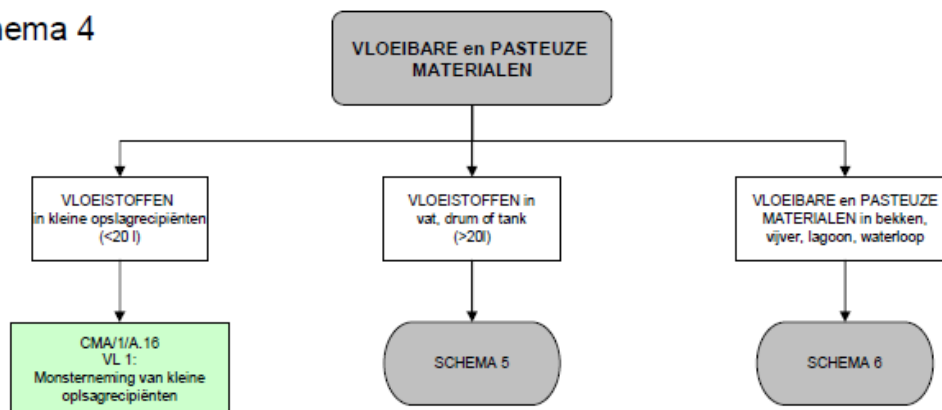 hema 4
VLOEIBARE en PASTEUZE
MATERIALEN
VLOEISTOFFEN
in kleine opslagrecipiënten
(<20 l)
VLOEISTOFFEN in
vat, drum of tank
(>20l)
VLOEIBARE en PASTEUZE
MATERIALEN in bekken,
vijver, lagoon, waterloop
CMA/1/A.16
VL 1:
Monsterneming van kleine
oplsagrecipiënten
SCHEMA 5
SCHEMA 6